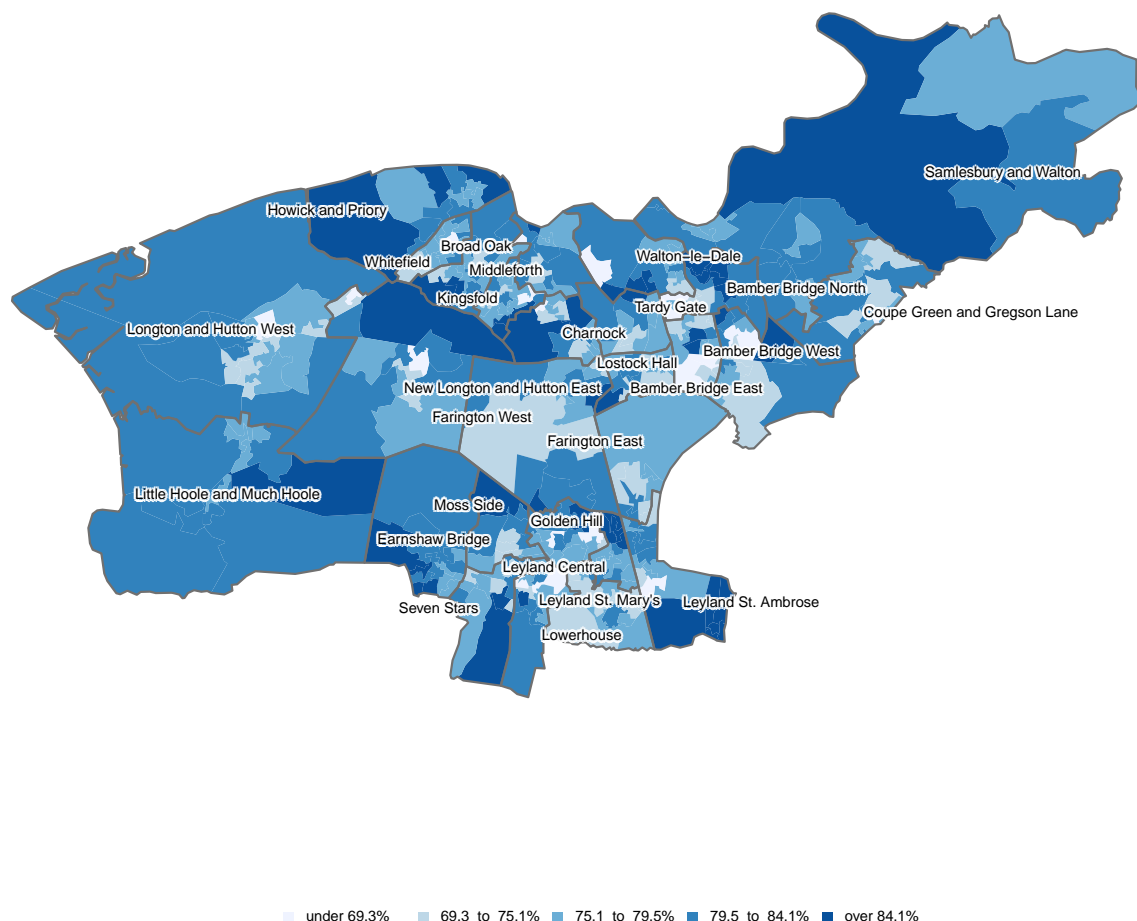 Samlesbury and Walton
Howick and Priory
Broad Oak
Walton-le-Dale
Whitefield
Middleforth
Bamber Bridge North
Kingsfold
Tardy Gate
Coupe Green and Gregson Lane
Longton and Hutton West
Charnock
Bamber Bridge West
Lostock Hall
New Longton and Hutton East
Bamber Bridge East
Farington West
Farington East
Little Hoole and Much Hoole
Moss Side
Golden Hill
Earnshaw Bridge
Leyland Central
Leyland St. Mary's
Leyland St. Ambrose
Seven Stars
Lowerhouse
under 69.3% 69.3 to 75.1% 75.1 to 79.5% 79.5 to 84.1% over 84.1%